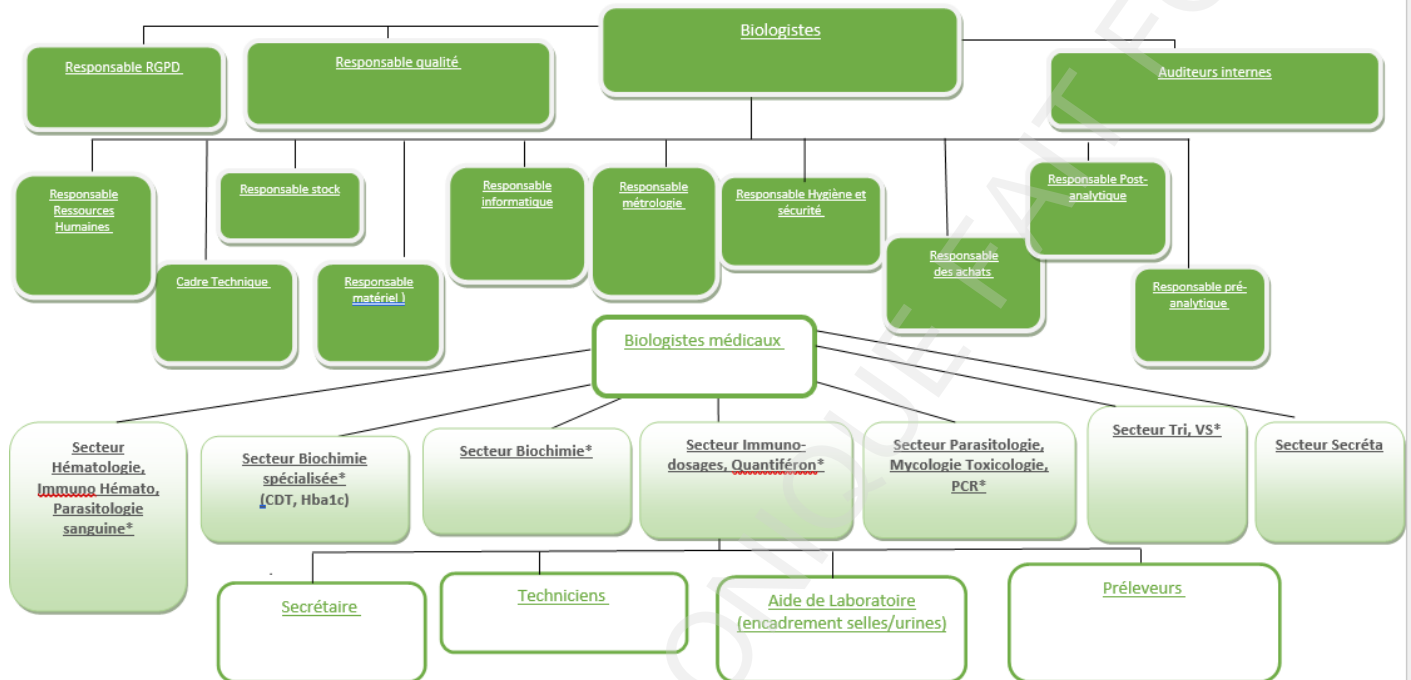 Biologistes
Responsable RGPD
Responsable qualité
Auditeurs internes
Responsable
Ressources
Humaines
Cadre Technique
Responsable stock
Responsable
matériel )
Responsable
informatique
Responsable
métrologie
Responsable Hygiène et
sécurité
Responsable
des achats
Responsable Post-
analytique
Responsable pré-
analytique
Biologistes médicaux
Secteur
Hématologie,
Immuno Hémato,
Parasitologie
sanguine*
Secteur Biochimie
spécialisée*
(CDT, Hba1c)
Secteur Biochimie*
Secteur Immuno-
dosages, Quantiféron*
Secteur Parasitologie,
Mycologie Toxicologie,
PCR*
Secteur Tri, VS*
Secteur Secréta
Secrétaire
Techniciens
Aide de Laboratoire
(encadrement selles/urines)
Préleveurs
ONIQUE FAIT F